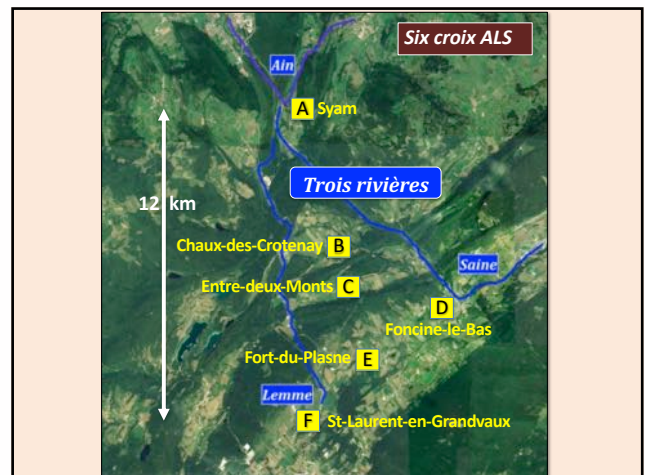 Six croix ALS
Ain
A Syam
Trois rivières
12 km
Chaux-des-Crotenay B
Saine
Entre-deux-Monts C
D
Foncine-le-Bas
Fort-du-Plasne E
Lemme
F St-Laurent-en-Grandvaux